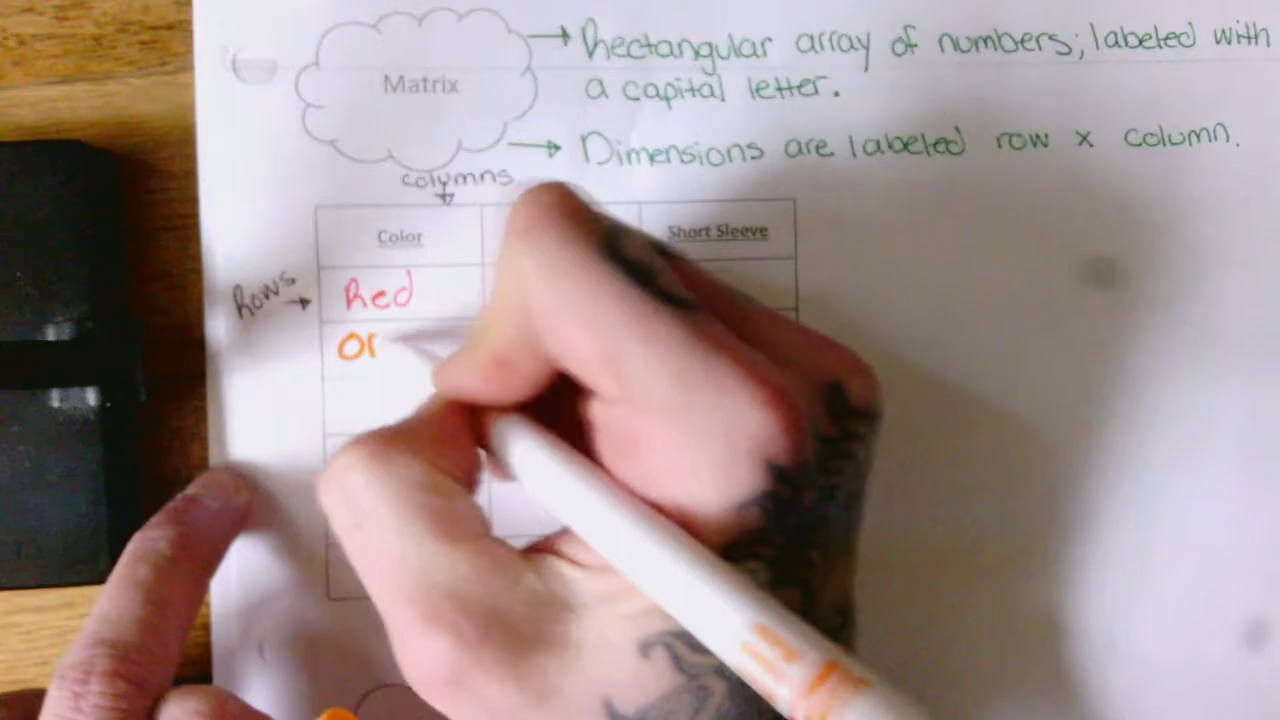 Rectangular array of numbers; labeled with
a capital letter.
Matrix
Dimensions are labeled row x column.
columns
Color
Short Sleeve
Rows
Red
Or